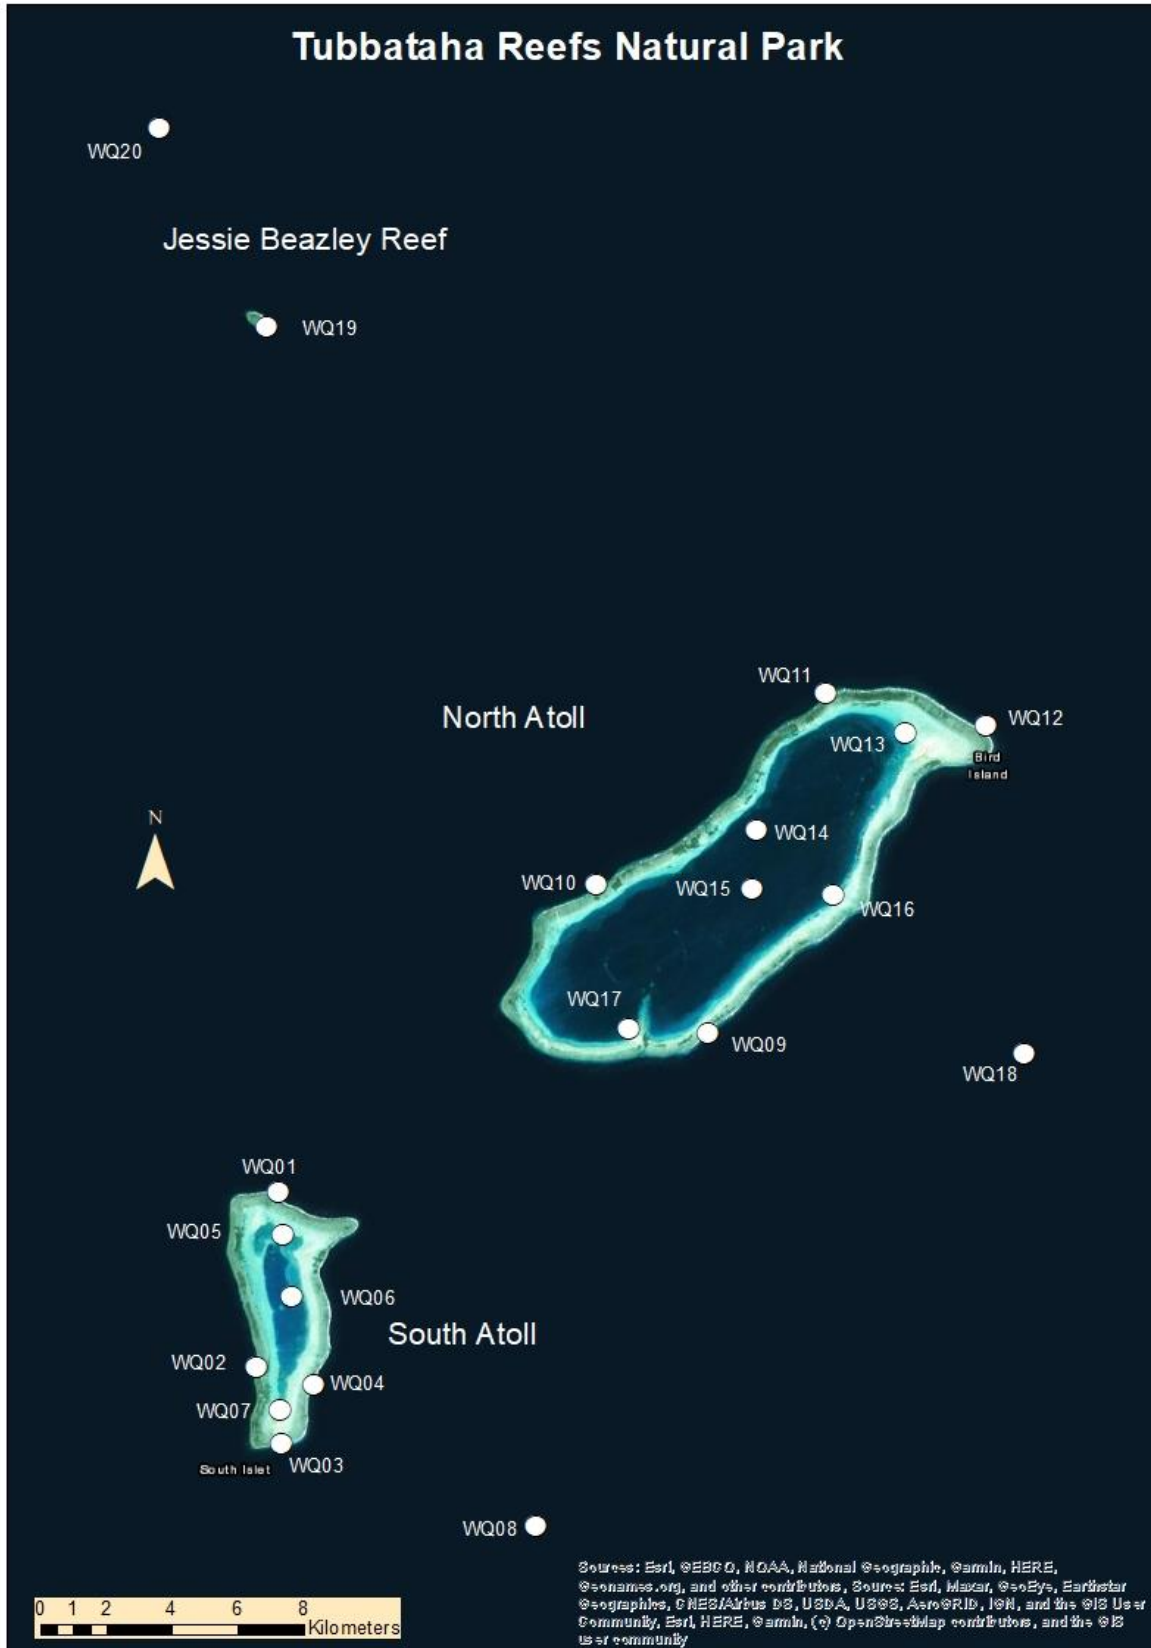 Tubbataha Reefs Natural Park
WQ20
Jessie Beazley Reef
WQ19
WQ11
North Atoll
WQ12
WQ13
Bird
Island
N
WQ14
WQ10
WQ15
WQ16
WQ17
WQ09
WQ18
WQ01
WQ05
WQ06
South Atoll
WQ02
WQ04
WQ07
South Islet
WQ03
WQ08
0 1 2 4 6 8
Kilometers
Sources: Esri, GEBCO, NOAA, National Geographic, Garmin, HERE,
Geonames.org, and other contributors, Source: Esri, Maxar, GeoEye, Earthstar
Geographics, CNES/Airbus DS, USDA, USGS, AeroGRID, IGN, and the GIS User
Community, Esri, HERE, Garmin, (c) OpenStreetMap contributors, and the GIS
user community